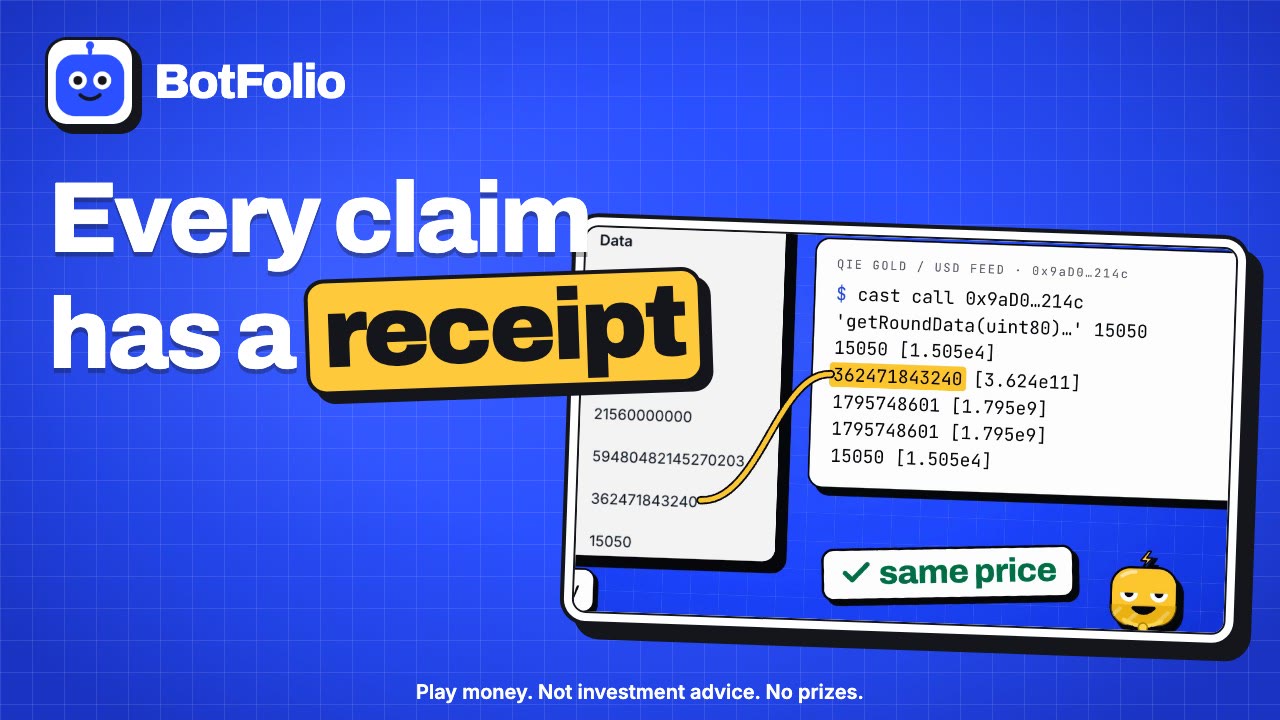 BotFolio
Every claim
has a receipt
Data
21560000000
59480482145270203
362471843240
15050
QIE GOLD / USD FEED · 0x9aD0…214c
$ cast call 0x9aD0…214c
'getRoundData(uint80)…' 15050
15050 [1.505e4]
362471843240 [3.624e11]
1795748601 [1.795e9]
1795748601 [1.795e9]
15050 [1.505e4]
✓ same price
Play money. Not investment advice. No prizes.